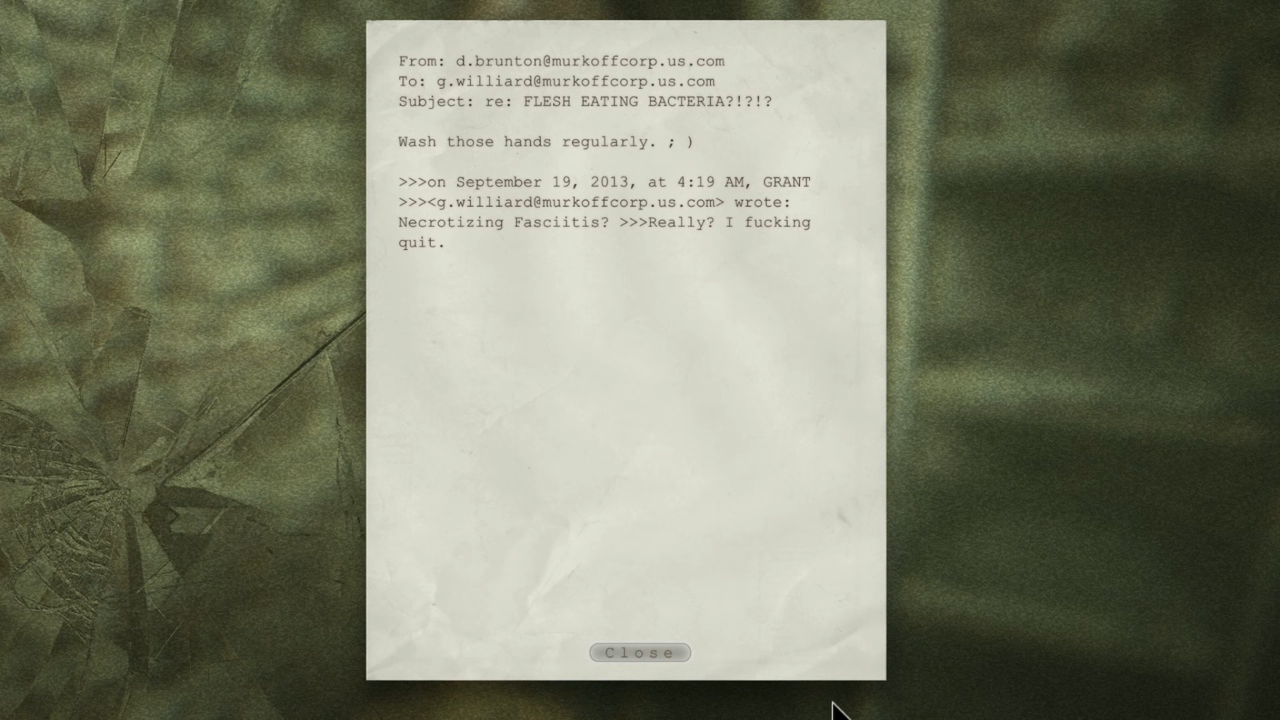 From: d.brunton@murkoffcorp.us.com
To: g.williard@murkoffcorp.us.com
Subject: re: FLESH EATING BACTERIA?!?!?
Wash those hands regularly. ; )
>>>on September 19, 2013, at 4:19 AM, GRANT
>>><g.williard@murkoffcorp.us.com> wrote:
Necrotizing Fasciitis? >>>Really? I fucking
quit.
Close